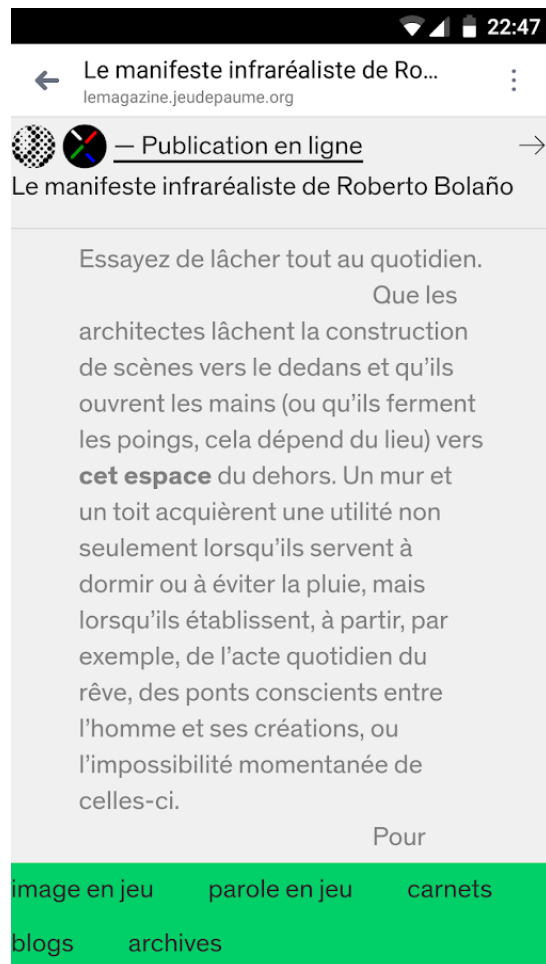 22:47
Le manifeste infraréaliste de Ro...
lemagazine.jeudepaume.org
— Publication en ligne →
Le manifeste infraréaliste de Roberto Bolaño
Essayez de lâcher tout au quotidien.
Que les
architectes lâchent la construction
de scènes vers le dedans et qu’ils
ouvrent les mains (ou qu’ils ferment
les poings, cela dépend du lieu) vers
cet espace du dehors. Un mur et
un toit acquièrent une utilité non
seulement lorsqu’ils servent à
dormir ou à éviter la pluie, mais
lorsqu’ils établissent, à partir, par
exemple, de l’acte quotidien du
rêve, des ponts conscients entre
l’homme et ses créations, ou
l’impossibilité momentanée de
celles-ci.
Pour
image en jeu parole en jeu carnets
blogs archives